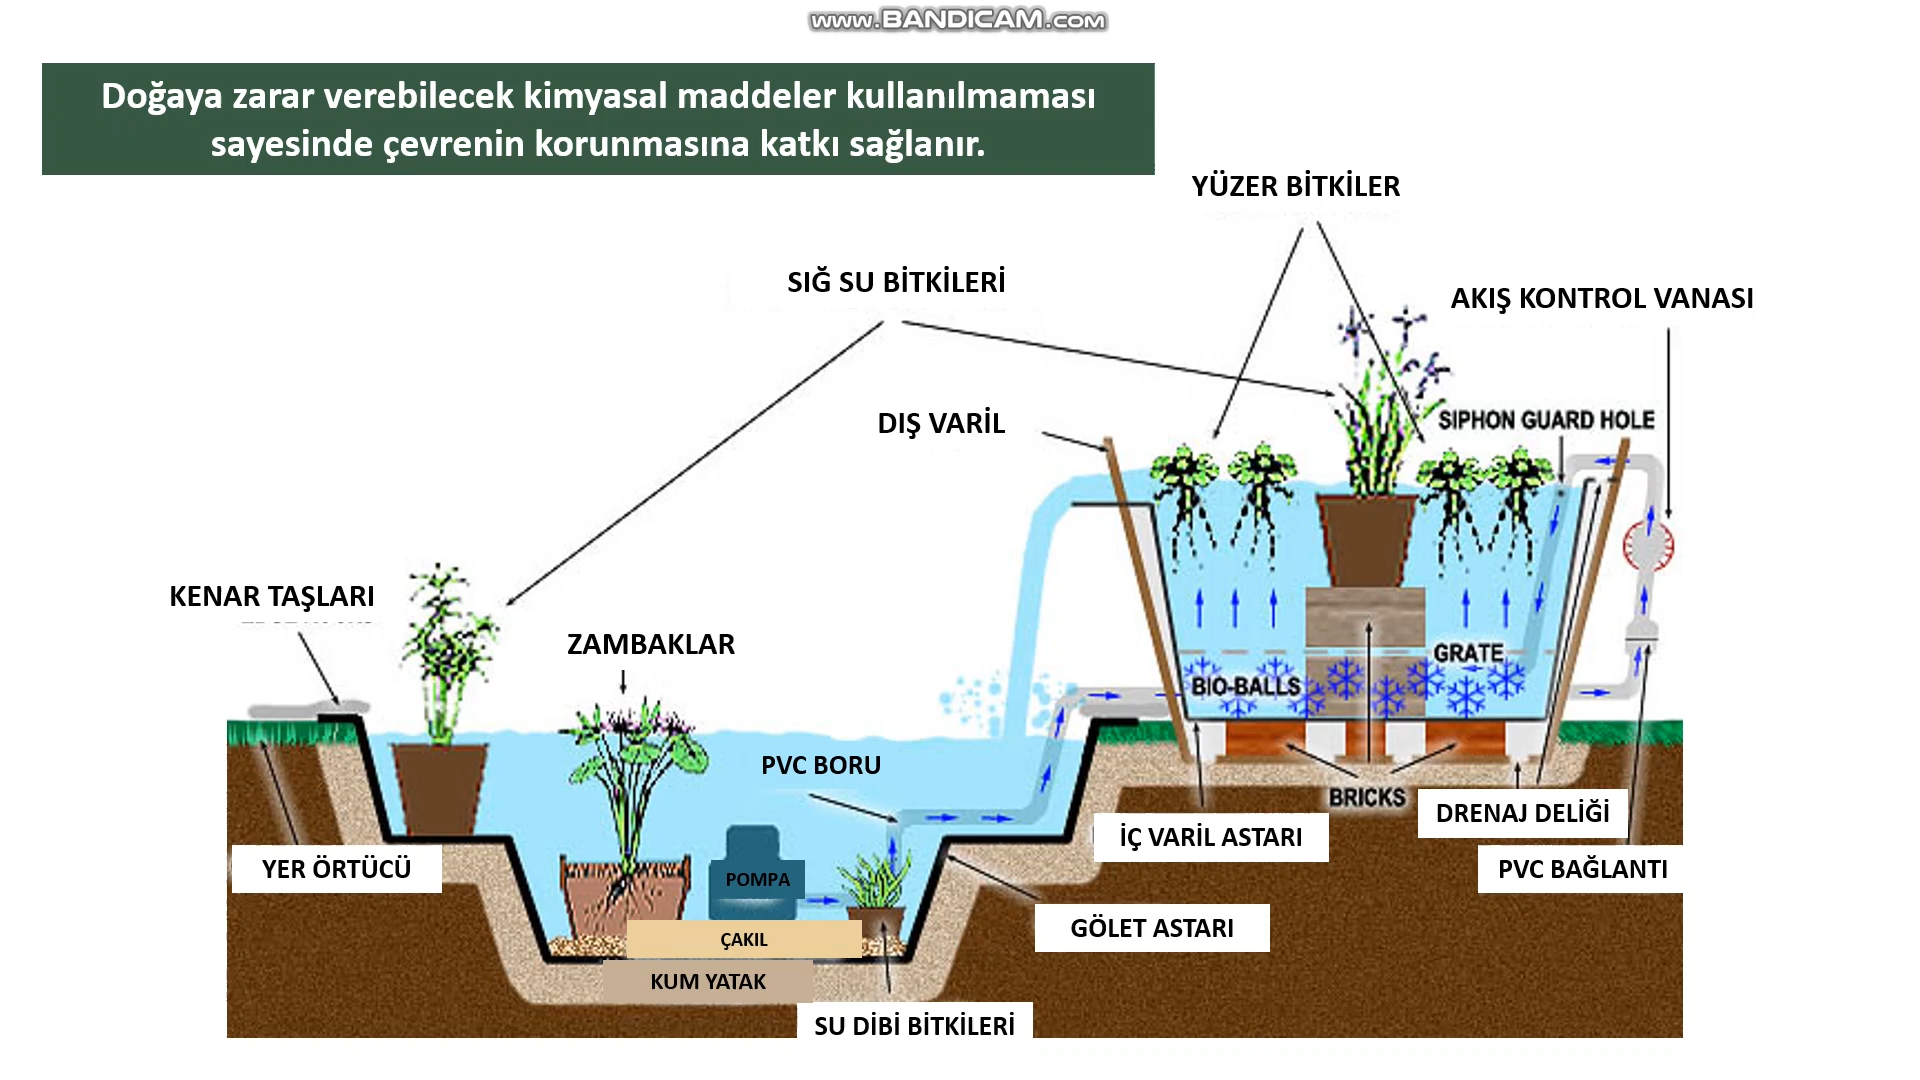 www.BANDICAM.com
Doğaya zarar verebilecek kimyasal maddeler kullanılmaması
sayesinde çevrenin korunmasına katkı sağlanır.
YÜZER BİTKİLER
SIĞ SU BİTKİLERİ
AKIŞ KONTROL VANASI
DIŞ VARİL
SIPHON GUARD HOLE
KENAR TAŞLARI
ZAMBAKLAR
GRATE
BIO-BALLS
PVC BORU
BRICKS
DRENAJ DELİĞİ
İÇ VARİL ASTARI
YER ÖRTÜCÜ
PVC BAĞLANTI
POMPA
GÖLET ASTARI
ÇAKIL
KUM YATAK
SU DİBİ BİTKİLERİ